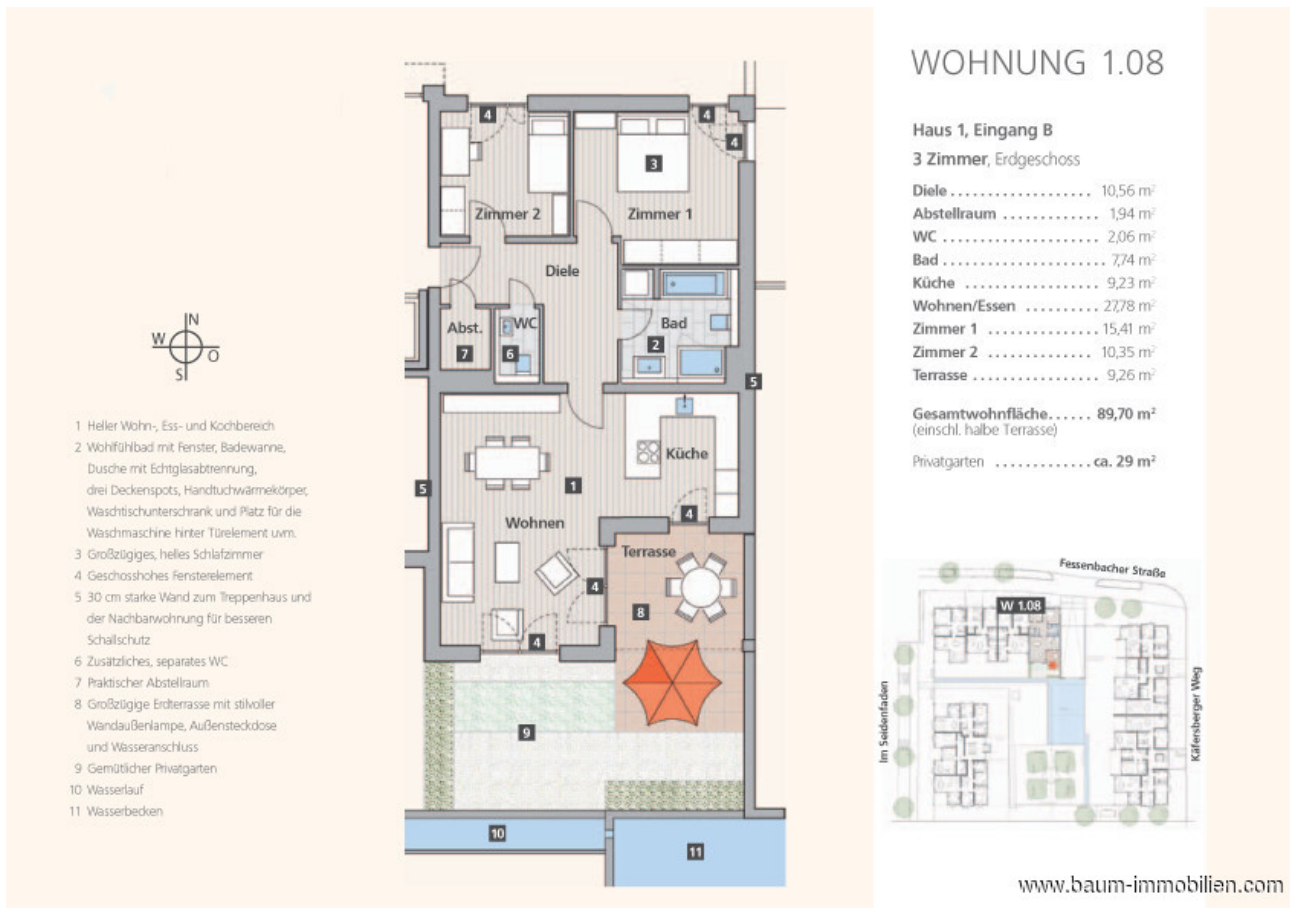 WOHNUNG 1.08
Haus 1, Eingang B
3 Zimmer, Erdgeschoss
Diele . . . . . . . . . . . . . . . . . . . . 10,56 m²
Abstellraum . . . . . . . . . . . . . 1,94 m²
WC . . . . . . . . . . . . . . . . . . . . . . 2,06 m²
Bad . . . . . . . . . . . . . . . . . . . . . . 7,74 m²
Küche . . . . . . . . . . . . . . . . . . . . 9,23 m²
Wohnen/Essen . . . . . . . . . . 27,78 m²
Zimmer 1 . . . . . . . . . . . . . . . 15,41 m²
Zimmer 2 . . . . . . . . . . . . . . . 10,35 m²
Terrasse . . . . . . . . . . . . . . . . . 9,26 m²
Gesamtwohnfläche. . . . . . 89,70 m²
(einschl. halbe Terrasse)
Privatgarten . . . . . . . . . . . . . ca. 29 m²
N
W
O
S
1 Heller Wohn-, Ess- und Kochbereich
2 Wohlfühlbad mit Fenster, Badewanne,
Dusche mit Echtglasabtrennung,
drei Deckenspots, Handtuchwärmekörper,
Waschtischunterschrank und Platz für die
Waschmaschine hinter Türelement uvm.
3 Großzügiges, helles Schlafzimmer
4 Geschosshohes Fensterelement
5 30 cm starke Wand zum Treppenhaus und
der Nachbarwohnung für besseren
Schallschutz
6 Zusätzliches, separates WC
7 Praktischer Abstellraum
8 Großzügige Erdterrasse mit stilvoller
Wandaußenlampe, Außensteckdose
und Wasseranschluss
9 Gemütlicher Privatgarten
10 Wasserlauf
11 Wasserbecken
4
4
4
3
Zimmer 2
Zimmer 1
Diele
Abst.
WC
Bad
7
6
2
5
Küche
5
1
4
Wohnen
Terrasse
4
8
4
9
10
11
Fessenbacher Straße
W 1.08
Im Seidenfaden
Käfersberger Weg
www.baum-immobilien.com